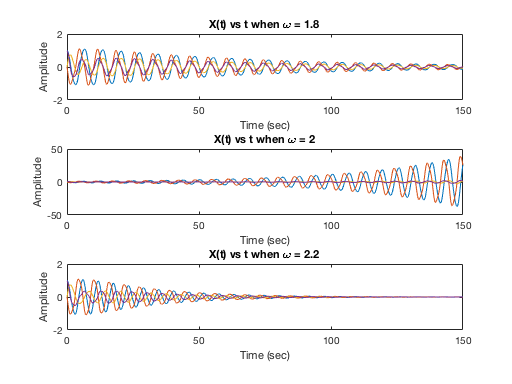 X(t) vs t when ω = 1.8
2
0
-2
Amplitude
0 50 100 150
Time (sec)
X(t) vs t when ω = 2
50
0
-50
Amplitude
0 50 100 150
Time (sec)
X(t) vs t when ω = 2.2
2
0
-2
Amplitude
0 50 100 150
Time (sec)